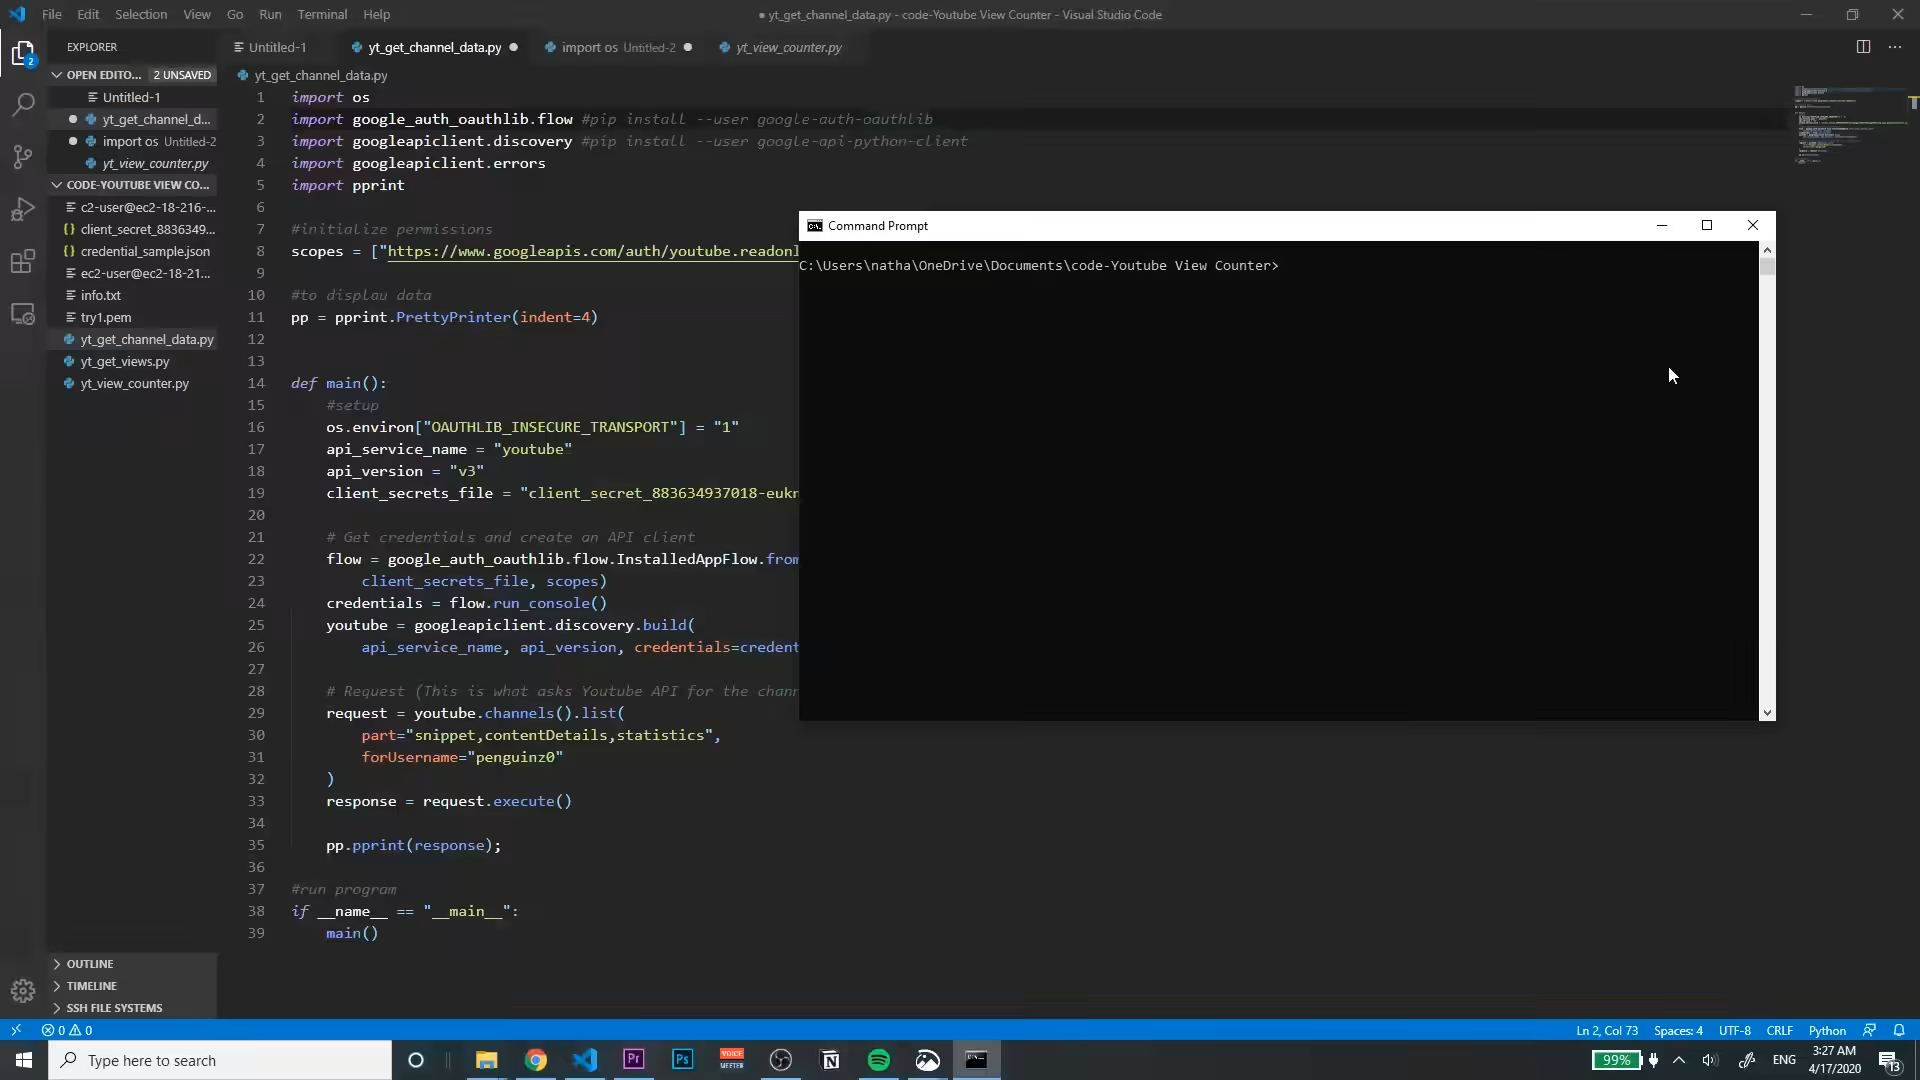 File Edit Selection View Go Run Terminal Help
● yt_get_channel_data.py - code-Youtube View Counter - Visual Studio Code
EXPLORER
Untitled-1
yt_get_channel_data.py
import os Untitled-2
yt_view_counter.py
OPEN EDITO... 2 UNSAVED
Untitled-1
yt_get_channel_d...
import os Untitled-2
yt_view_counter.py
CODE-YOUTUBE VIEW CO...
c2-user@ec2-18-216-...
client_secret_8836349...
credential_sample.json
ec2-user@ec2-18-21...
info.txt
try1.pem
yt_get_channel_data.py
yt_get_views.py
yt_view_counter.py
OUTLINE
TIMELINE
SSH FILE SYSTEMS
yt_get_channel_data.py
1 import os
2 import google_auth_oauthlib.flow #pip install --user google-auth-oauthlib
3 import googleapiclient.discovery #pip install --user google-api-python-client
4 import googleapiclient.errors
5 import pprint
6
7 #initialize permissions
8 scopes = ["https://www.googleapis.com/auth/youtube.readonl
9
10 #to displau data
11 pp = pprint.PrettyPrinter(indent=4)
12
13
14 def main():
15 #setup
16 os.environ["OAUTHLIB_INSECURE_TRANSPORT"] = "1"
17 api_service_name = "youtube"
18 api_version = "v3"
19 client_secrets_file = "client_secret_883634937018-eukn
20
21 # Get credentials and create an API client
22 flow = google_auth_oauthlib.flow.InstalledAppFlow.from
23 client_secrets_file, scopes)
24 credentials = flow.run_console()
25 youtube = googleapiclient.discovery.build(
26 api_service_name, api_version, credentials=credent
27
28 # Request (This is what asks Youtube API for the chann
29 request = youtube.channels().list(
30 part="snippet,contentDetails,statistics",
31 forUsername="penguinz0"
32 )
33 response = request.execute()
34
35 pp.pprint(response);
36
37 #run program
38 if __name__ == "__main__":
39 main()
Command Prompt
C:\Users\natha\OneDrive\Documents\code-Youtube View Counter>
2
0 0
Ln 2, Col 73 Spaces: 4 UTF-8 CRLF Python
Type here to search
Pr
Ps
VOICE
MEETER
99%
ENG
3:27 AM
4/17/2020
13